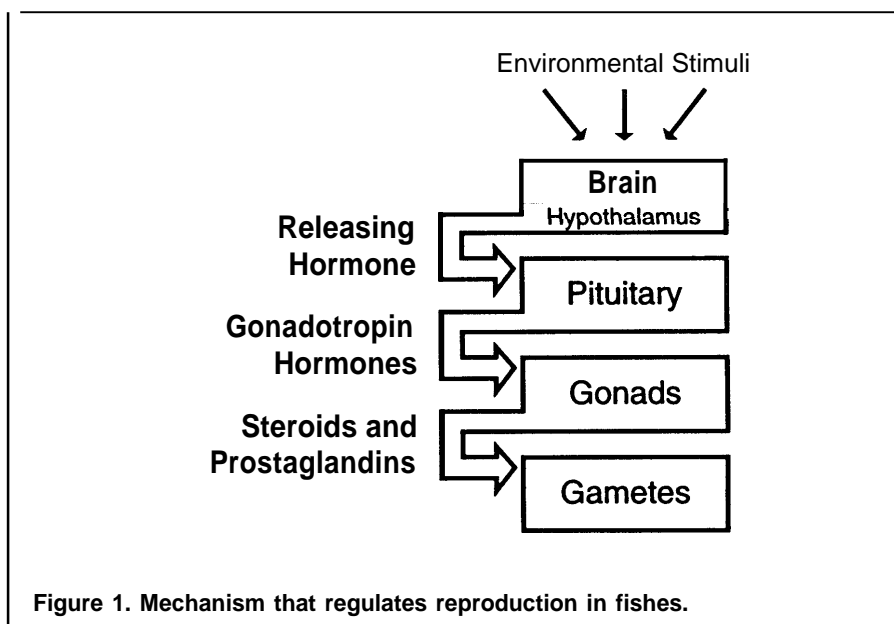 Environmental Stimuli
Brain
Hypothalamus
Releasing
Hormone
Pituitary
Gonadotropin
Hormones
Gonads
Steroids and
Prostaglandins
Gametes
Figure 1. Mechanism that regulates reproduction in fishes.